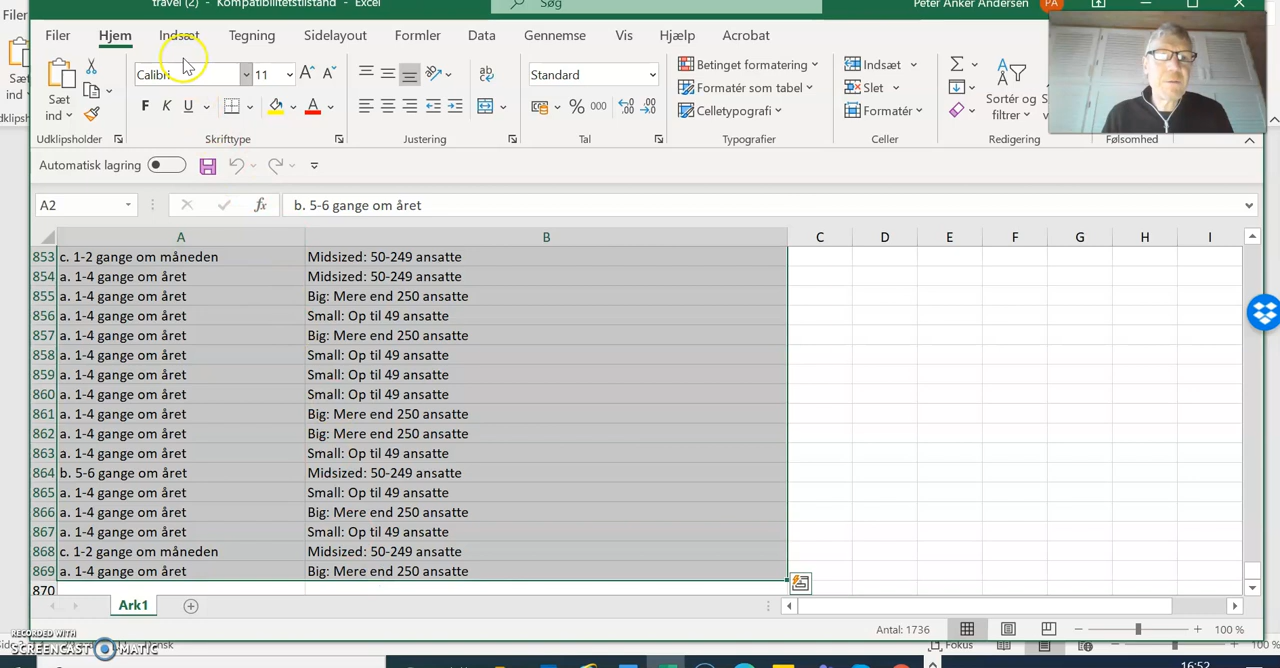 travel (2) - Kompatibilitetstilstand - Excel
Søg
Peter Anker Andersen
PA
Filer
Filer Hjem Indsæt Tegning Sidelayout Formler Data Gennemse Vis Hjælp Acrobat
Sæt
ind
Sæt
ind
Calibri
11
F K U
A
Standard
% 000
Betinget formatering
Formatér som tabel
Celletypografi
Indsæt
Slet
Formatér
Sortér og
filtrer
Udklipsholder Skrifttype Justering Tal Typografier Celler Redigering Følsomhed
Automatisk lagring
A2
fx
b. 5-6 gange om året
A B C D E F G H I
853 c. 1-2 gange om måneden Midsized: 50-249 ansatte
854 a. 1-4 gange om året Midsized: 50-249 ansatte
855 a. 1-4 gange om året Big: Mere end 250 ansatte
856 a. 1-4 gange om året Small: Op til 49 ansatte
857 a. 1-4 gange om året Big: Mere end 250 ansatte
858 a. 1-4 gange om året Small: Op til 49 ansatte
859 a. 1-4 gange om året Small: Op til 49 ansatte
860 a. 1-4 gange om året Small: Op til 49 ansatte
861 a. 1-4 gange om året Big: Mere end 250 ansatte
862 a. 1-4 gange om året Big: Mere end 250 ansatte
863 a. 1-4 gange om året Small: Op til 49 ansatte
864 b. 5-6 gange om året Midsized: 50-249 ansatte
865 a. 1-4 gange om året Small: Op til 49 ansatte
866 a. 1-4 gange om året Big: Mere end 250 ansatte
867 a. 1-4 gange om året Small: Op til 49 ansatte
868 c. 1-2 gange om måneden Midsized: 50-249 ansatte
869 a. 1-4 gange om året Big: Mere end 250 ansatte
870
Ark1
Antal: 1736
100 %
RECORDED WITH
SCREENCAST MATIC
Dansk
Fokus
100 %
16:52